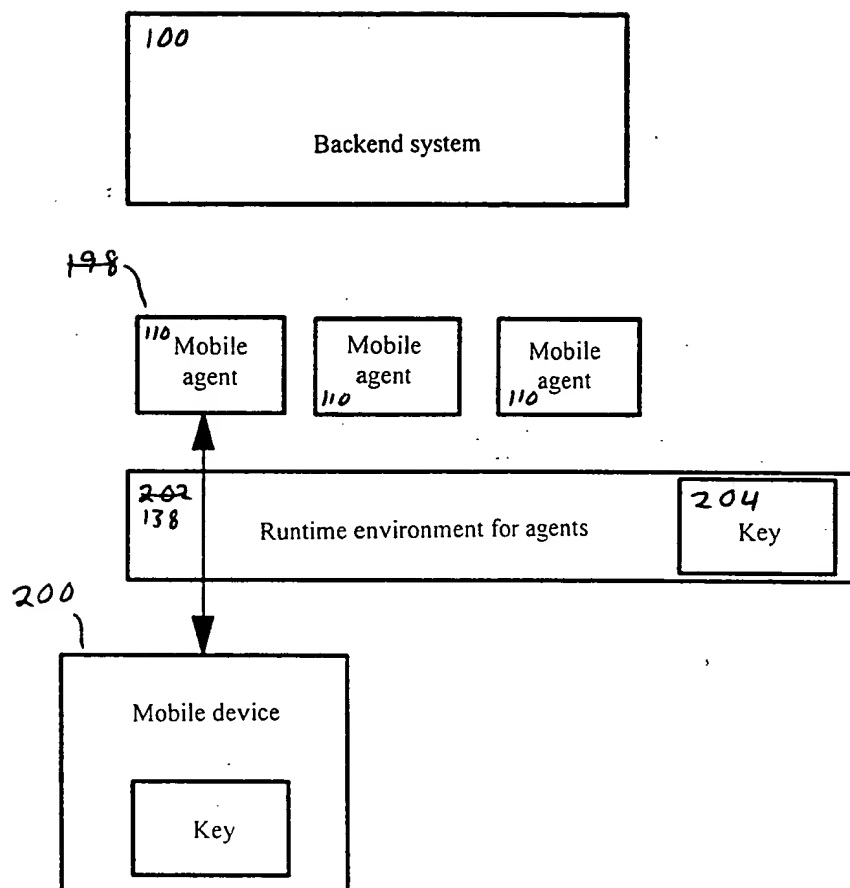 100
Backend system
198
110 Mobile
agent
Mobile
agent
110
Mobile
agent
110
202
138
Runtime environment for agents
204
Key
200
Mobile device
Key